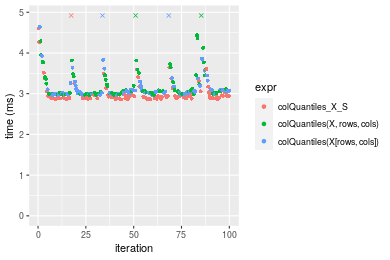 5
4
3
2
1
0
time (ms)
0
25
50
75
100
iteration
expr
colQuantiles_X_S
colQuantiles(X, rows, cols)
colQuantiles(X[rows, cols])